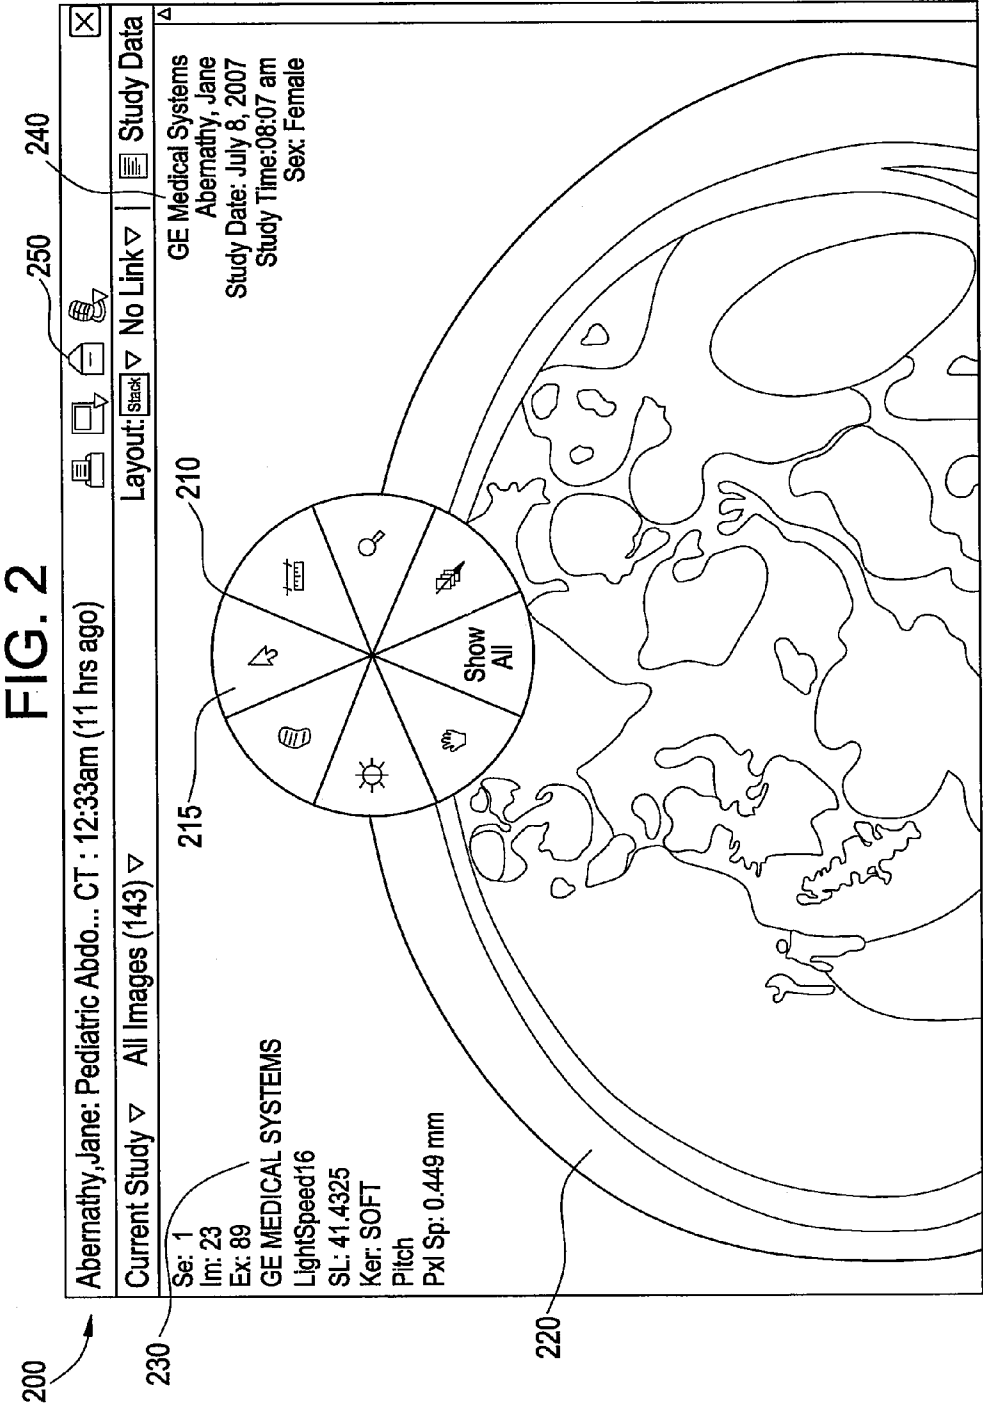 FIG. 2
200
Abernathy,Jane: Pediatric Abdo... CT : 12:33am (11 hrs ago)
250
240
Current Study
All Images (143)
Layout:
Stack
No Link
Study Data
230
Se: 1
Im: 23
Ex: 89
GE MEDICAL SYSTEMS
LightSpeed16
SL: 41.4325
Ker: SOFT
Pitch
Pxl Sp: 0.449 mm
215
210
Show
All
GE Medical Systems
Abernathy, Jane
Study Date: July 8, 2007
Study Time:08:07 am
Sex: Female
220